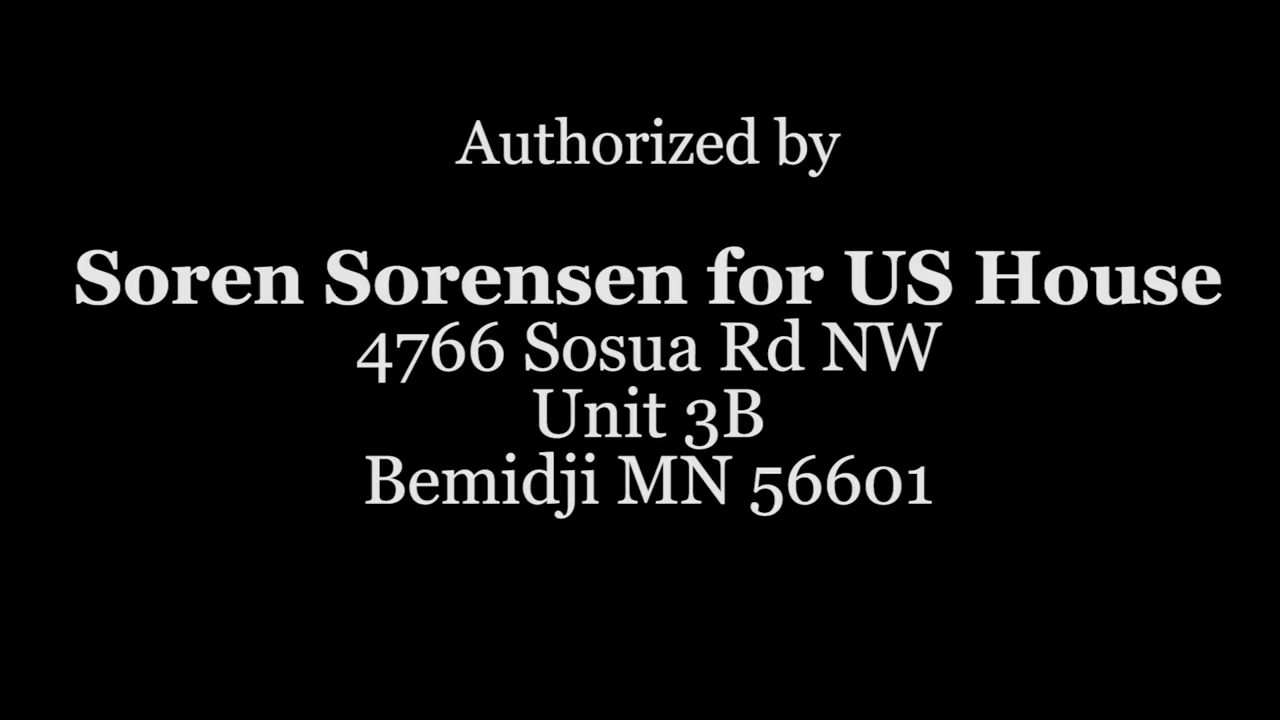 Authorized by
Soren Sorensen for US House
4766 Sosua Rd NW
Unit 3B
Bemidji MN 56601